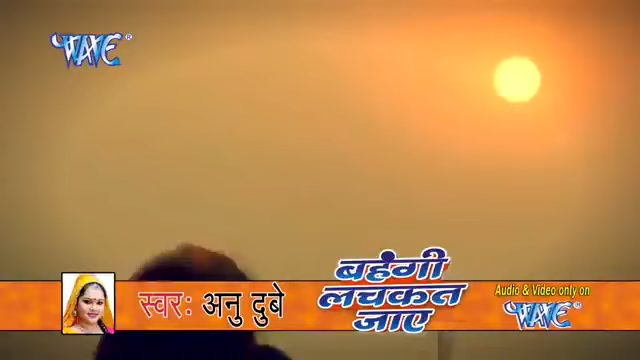 WAVE
स्वर: अनु दुबे
बहंगी
लचकत
जाए
Audio & Video only on
WAVE